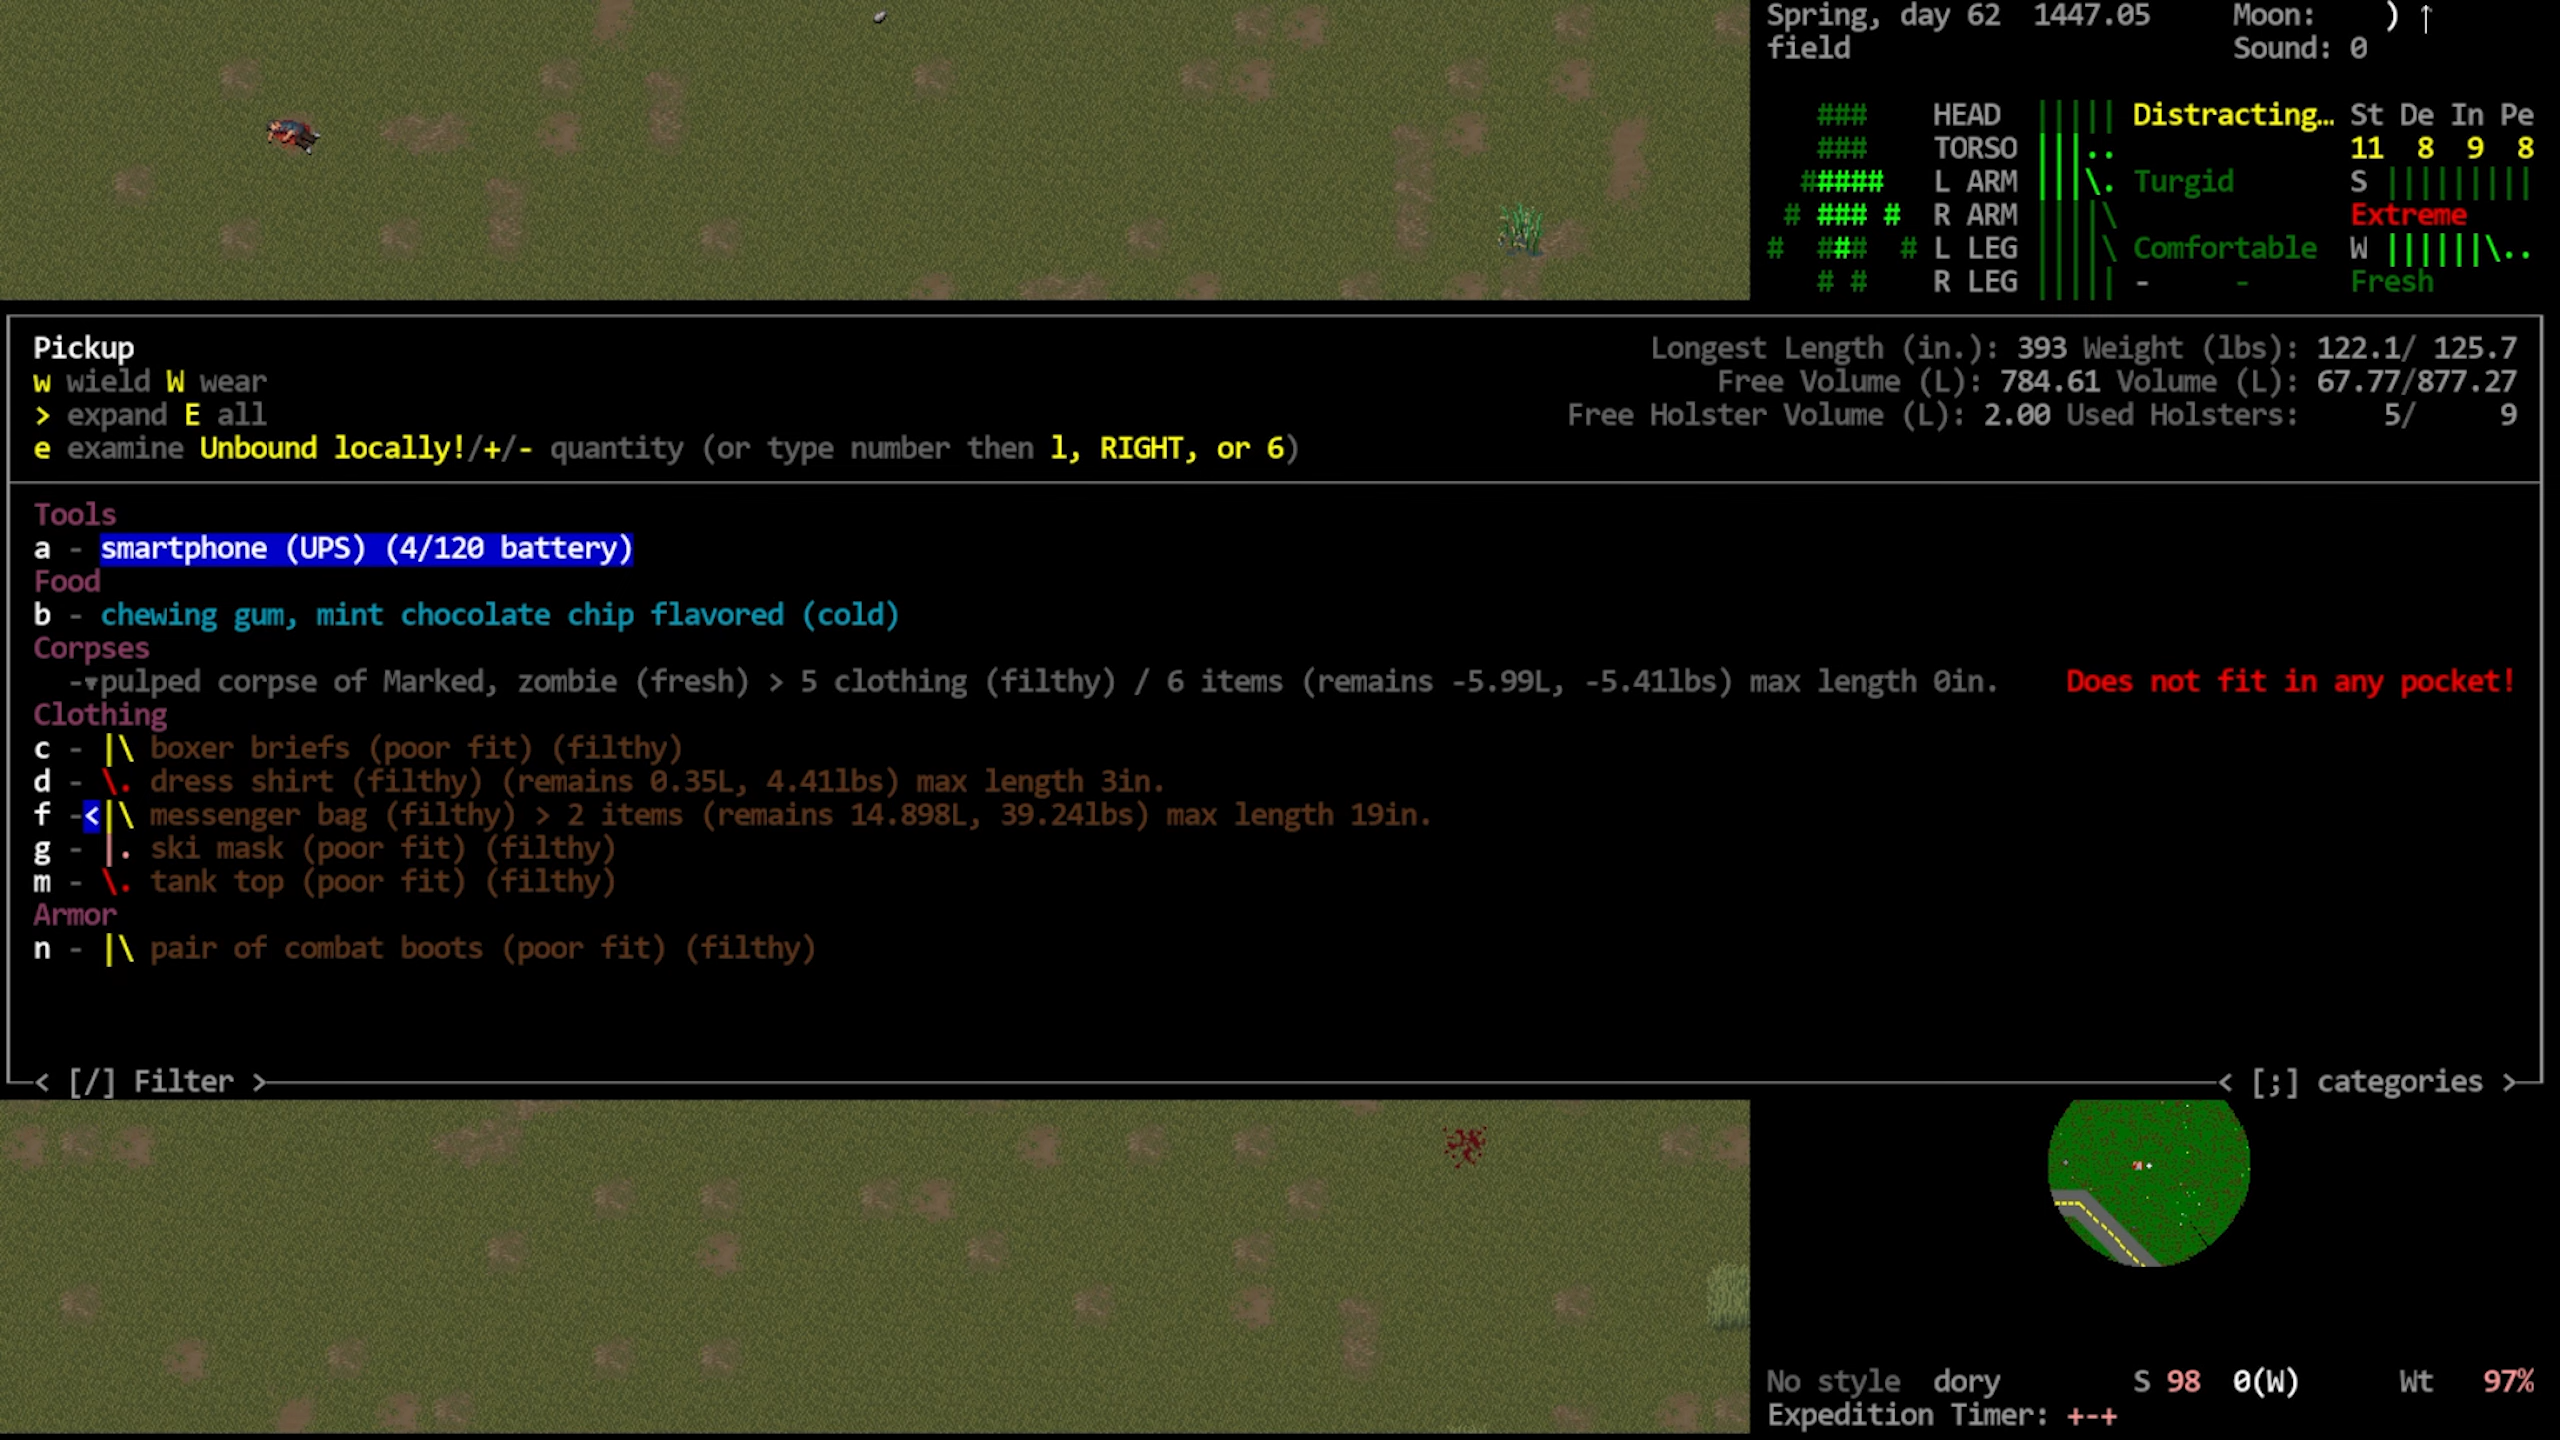 Spring, day 62  1447.05     Moon:    ) ↑
field     Sound: 0
### HEAD ||||| Distracting… St De In Pe
### TORSO |||.. 11 8 9 8
##### L ARM |||\. Turgid S |||||||||
# ### # R ARM ||||\ Extreme
# ### # L LEG ||||\ Comfortable W ||||||\..
# # R LEG ||||| - - Fresh
Pickup     Longest Length (in.): 393 Weight (lbs): 122.1/ 125.7
w wield W wear     Free Volume (L): 784.61 Volume (L): 67.77/877.27
> expand E all     Free Holster Volume (L): 2.00 Used Holsters: 5/ 9
e examine Unbound locally!/+/- quantity (or type number then l, RIGHT, or 6)
Tools
a - smartphone (UPS) (4/120 battery)
Food
b - chewing gum, mint chocolate chip flavored (cold)
Corpses
-▾pulped corpse of Marked, zombie (fresh) > 5 clothing (filthy) / 6 items (remains -5.99L, -5.41lbs) max length 0in.     Does not fit in any pocket!
Clothing
c - |\ boxer briefs (poor fit) (filthy)
d - \. dress shirt (filthy) (remains 0.35L, 4.41lbs) max length 3in.
f -<|\ messenger bag (filthy) > 2 items (remains 14.898L, 39.24lbs) max length 19in.
g - |. ski mask (poor fit) (filthy)
m - \. tank top (poor fit) (filthy)
Armor
n - |\ pair of combat boots (poor fit) (filthy)
< [/] Filter >     < [;] categories >
No style  dory     S 98  0(W)     Wt  97%
Expedition Timer: +-+